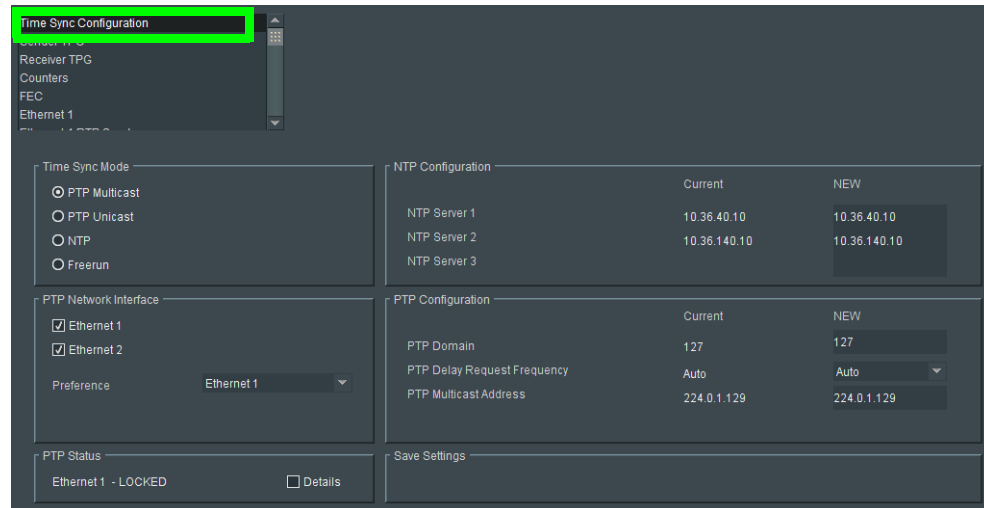 Time Sync Configuration
Receiver TPG
Counters
FEC
Ethernet 1
Time Sync Mode
PTP Multicast
PTP Unicast
NTP
Freerun
NTP Configuration
Current NEW
NTP Server 1 10.36.40.10 10.36.40.10
NTP Server 2 10.36.140.10 10.36.140.10
NTP Server 3
PTP Network Interface
Ethernet 1
Ethernet 2
Preference Ethernet 1
PTP Configuration
Current NEW
PTP Domain 127 127
PTP Delay Request Frequency Auto Auto
PTP Multicast Address 224.0.1.129 224.0.1.129
PTP Status
Ethernet 1 - LOCKED Details
Save Settings